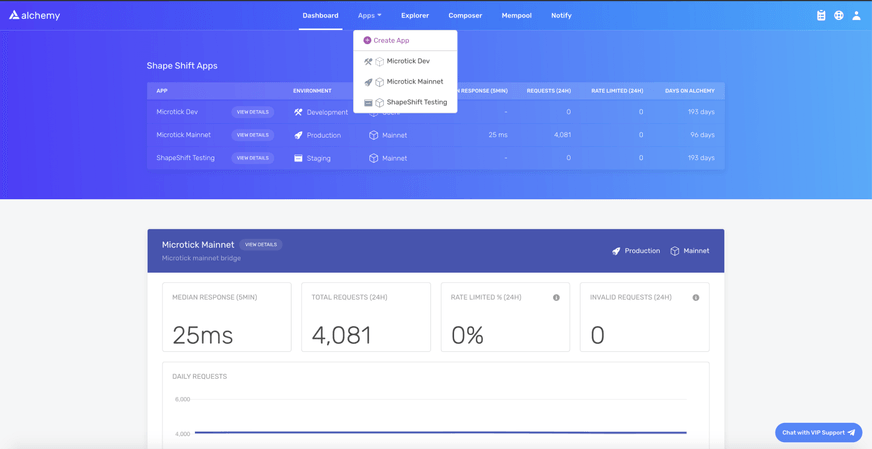 alchemy
Dashboard Apps Explorer Composer Mempool Notify
Create App
Microtick Dev
Microtick Mainnet
ShapeShift Testing
Shape Shift Apps
APP ENVIRONMENT RESPONSE (5MIN) REQUESTS (24H) RATE LIMITED (24H) DAYS ON ALCHEMY
Microtick Dev VIEW DETAILS Development - 0 0 193 days
Microtick Mainnet VIEW DETAILS Production Mainnet 25 ms 4,081 0 96 days
ShapeShift Testing VIEW DETAILS Staging Mainnet - 0 0 193 days
Microtick Mainnet VIEW DETAILS Production Mainnet
Microtick mainnet bridge
MEDIAN RESPONSE (5MIN) TOTAL REQUESTS (24H) RATE LIMITED % (24H) INVALID REQUESTS (24H)
25ms 4,081 0% 0
DAILY REQUESTS
6,000
4,000
Chat with VIP Support